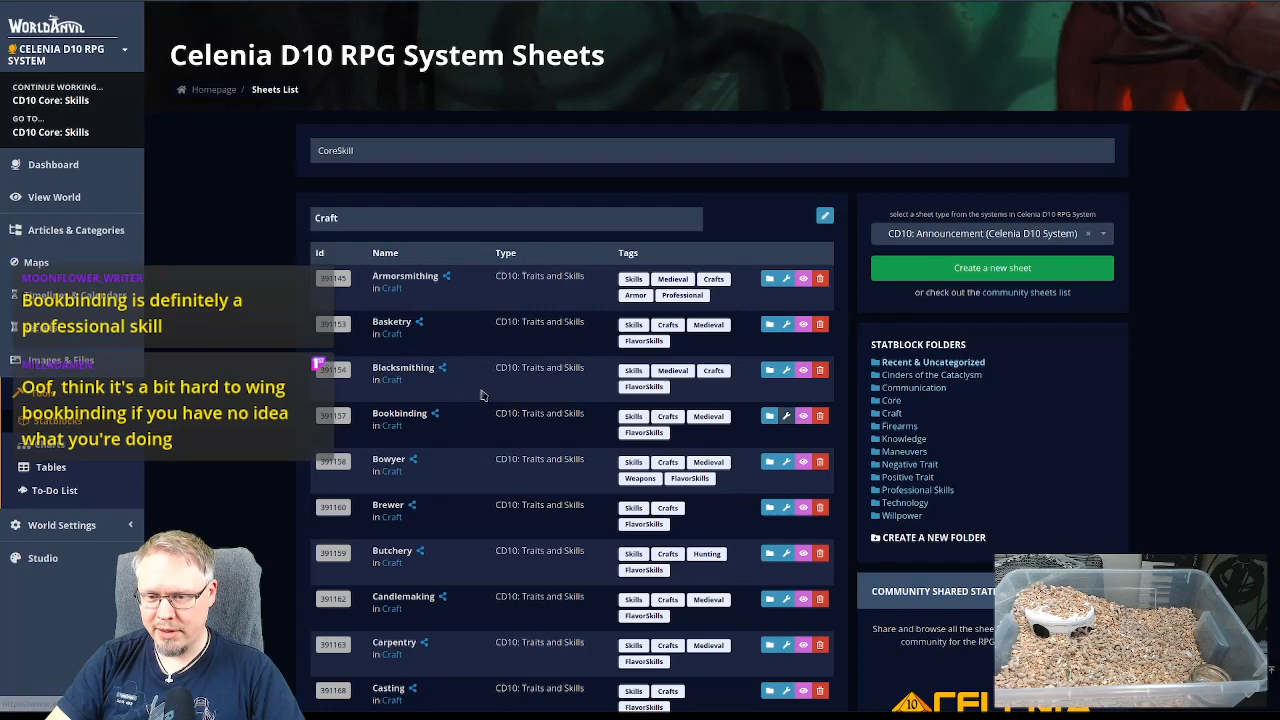 WORLDANVIL
CELENIA D10 RPG
SYSTEM
CONTINUE WORKING...
CD10 Core: Skills
GO TO...
CD10 Core: Skills
Dashboard
View World
Articles & Categories
Maps
MOONFLOWER_WRITER
Bookbinding is definitely a
professional skill
Images & Files
Oof, think it's a bit hard to wing
bookbinding if you have no idea
what you're doing
Statblocks
Tables
To-Do List
World Settings
Studio
Celenia D10 RPG System Sheets
Homepage / Sheets List
CoreSkill
Craft
Id Name Type Tags
391145 Armorsmithing CD10: Traits and Skills Skills Medieval Crafts
in Craft Armor Professional
391153 Basketry CD10: Traits and Skills Skills Crafts Medieval
in Craft FlavorSkills
1ST 391154 Blacksmithing CD10: Traits and Skills Skills Medieval Crafts
in Craft FlavorSkills
391157 Bookbinding CD10: Traits and Skills Skills Crafts Medieval
in Craft FlavorSkills
391158 Bowyer CD10: Traits and Skills Skills Crafts Medieval
in Craft Weapons FlavorSkills
391160 Brewer CD10: Traits and Skills Skills Crafts
in Craft FlavorSkills
391159 Butchery CD10: Traits and Skills Skills Crafts Hunting
in Craft FlavorSkills
391162 Candlemaking CD10: Traits and Skills Skills Crafts Medieval
in Craft FlavorSkills
391163 Carpentry CD10: Traits and Skills Skills Crafts Medieval
in Craft FlavorSkills
391168 Casting CD10: Traits and Skills Skills Crafts
in Craft FlavorSkills
select a sheet type from the systems in Celenia D10 RPG System
CD10: Announcement (Celenia D10 System) ×
Create a new sheet
or check out the community sheets list
STATBLOCK FOLDERS
Recent & Uncategorized
Cinders of the Cataclysm
Communication
Core
Craft
Firearms
Knowledge
Maneuvers
Negative Trait
Positive Trait
Professional Skills
Technology
Willpower
CREATE A NEW FOLDER
COMMUNITY SHARED STAT
Share and browse all the shee
community for the RPG
10 CELENIA